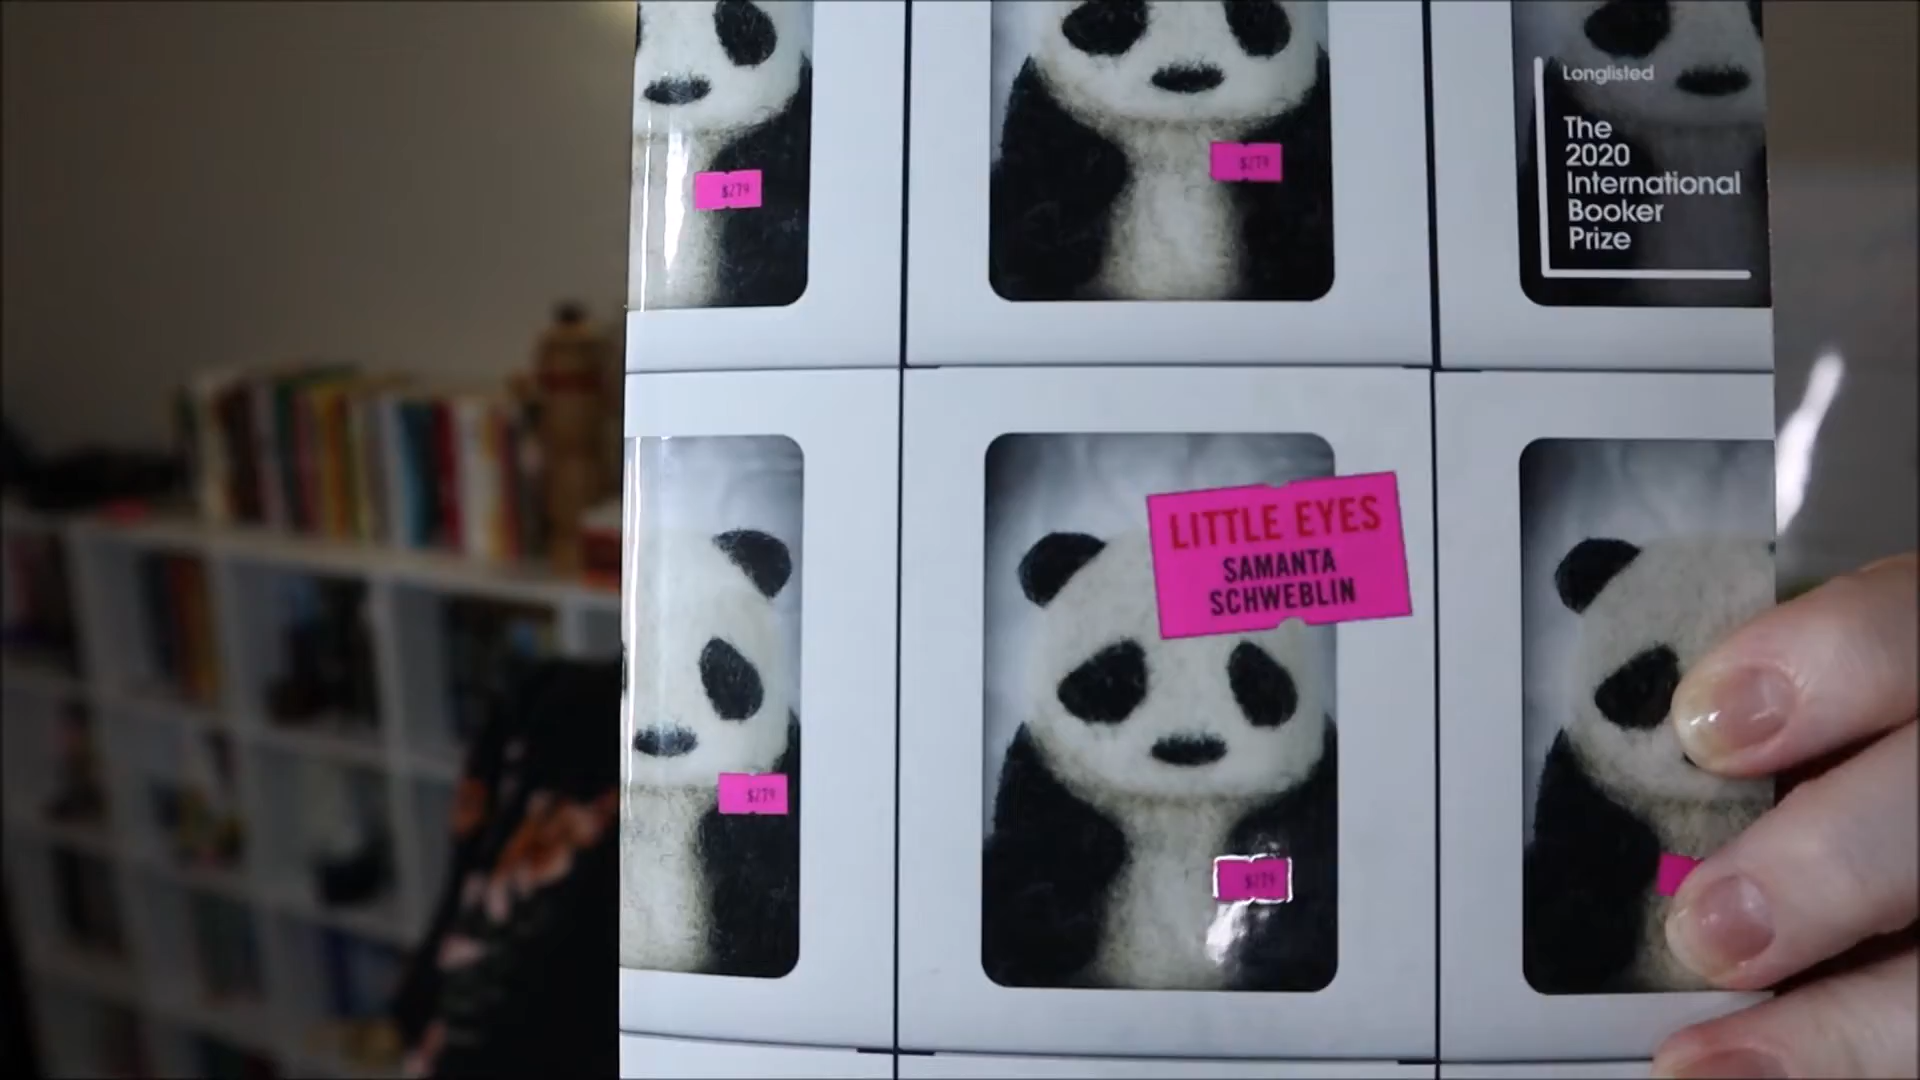 Longlisted
The
2020
International
Booker
Prize
$279
$279
LITTLE EYES
SAMANTA
SCHWEBLIN
$279
$279